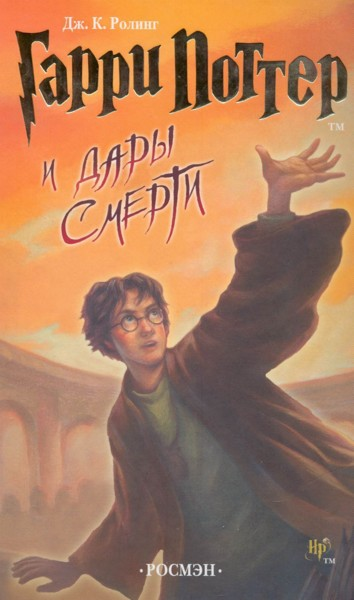 Дж. К. Ролинг
Гарри Поттер
TM
и дары
смерти
HP
TM
· РОСМЭН ·